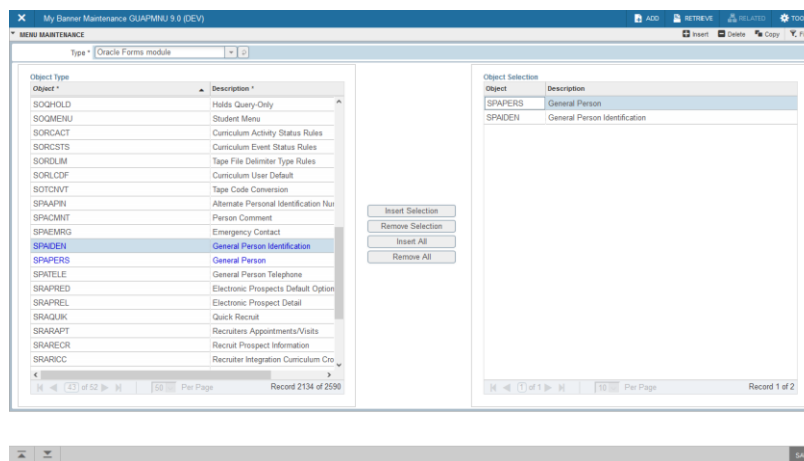 My Banner Maintenance GUAPMNU 9.0 (DEV)
ADD
RETRIEVE
RELATED
MENU MAINTENANCE
Insert
Delete
Copy
Type * Oracle Forms module
Object Type
Object * Description *
SOQHOLD Holds Query-Only
SOQMENU Student Menu
SORCACT Curriculum Activity Status Rules
SORCSTS Curriculum Event Status Rules
SORDLIM Tape File Delimiter Type Rules
SORLCDF Curriculum User Default
SOTCNVT Tape Code Conversion
SPAAPIN Alternate Personal Identification
SPACMNT Person Comment
SPAEMRG Emergency Contact
SPAIDEN General Person Identification
SPAPERS General Person
SPATELE General Person Telephone
SRAPRED Electronic Prospects Default Option
SRAPREL Electronic Prospect Detail
SRAQUIK Quick Recruit
SRARAPT Recruiters Appointments/Visits
SRARECR Recruit Prospect Information
SRARICC Recruiter Integration Curriculum Cro
43 of 52 50 Per Page Record 2134 of 2590
Insert Selection
Remove Selection
Insert All
Remove All
Object Selection
Object Description
SPAPERS General Person
SPAIDEN General Person Identification
1 of 1 10 Per Page Record 1 of 2